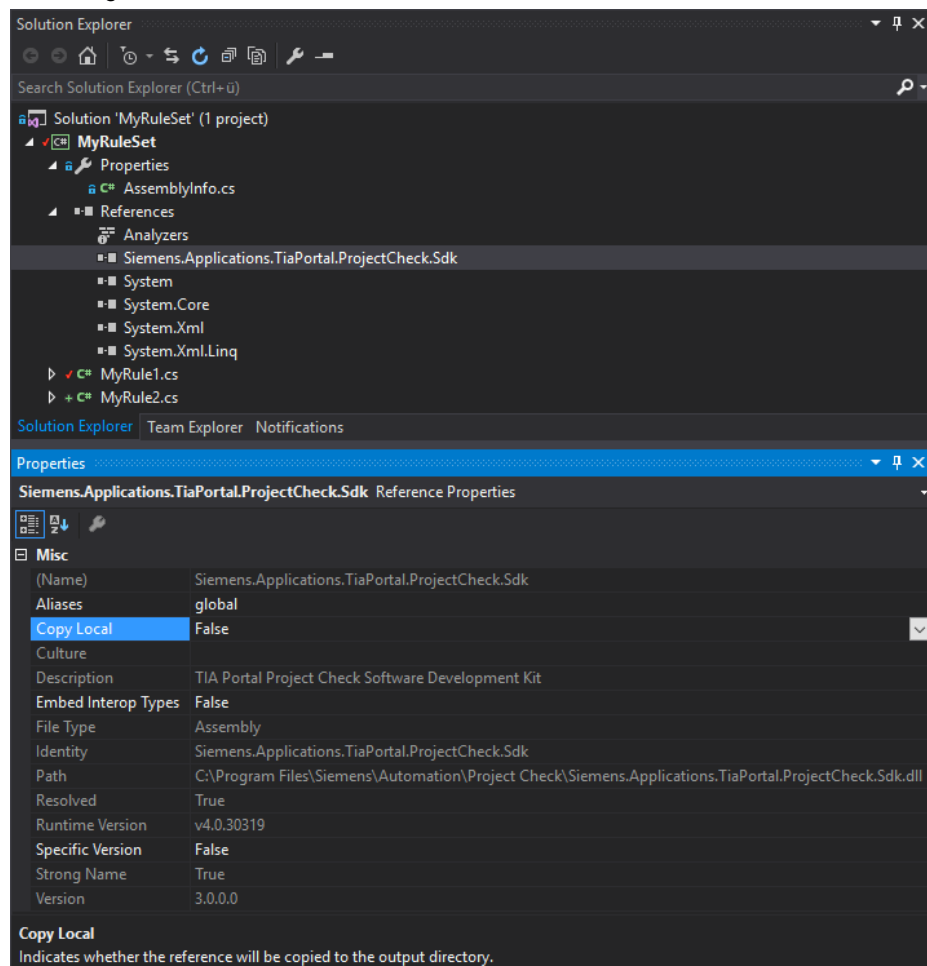 Solution Explorer
Search Solution Explorer (Ctrl+ü)
Solution 'MyRuleSet' (1 project)
C# MyRuleSet
Properties
C# AssemblyInfo.cs
References
Analyzers
Siemens.Applications.TiaPortal.ProjectCheck.Sdk
System
System.Core
System.Xml
System.Xml.Linq
C# MyRule1.cs
+ C# MyRule2.cs
Solution Explorer Team Explorer Notifications
Properties
Siemens.Applications.TiaPortal.ProjectCheck.Sdk Reference Properties
Misc
(Name) Siemens.Applications.TiaPortal.ProjectCheck.Sdk
Aliases global
Copy Local False
Culture
Description TIA Portal Project Check Software Development Kit
Embed Interop Types False
File Type Assembly
Identity Siemens.Applications.TiaPortal.ProjectCheck.Sdk
Path C:\Program Files\Siemens\Automation\Project Check\Siemens.Applications.TiaPortal.ProjectCheck.Sdk.dll
Resolved True
Runtime Version v4.0.30319
Specific Version False
Strong Name True
Version 3.0.0.0
Copy Local
Indicates whether the reference will be copied to the output directory.